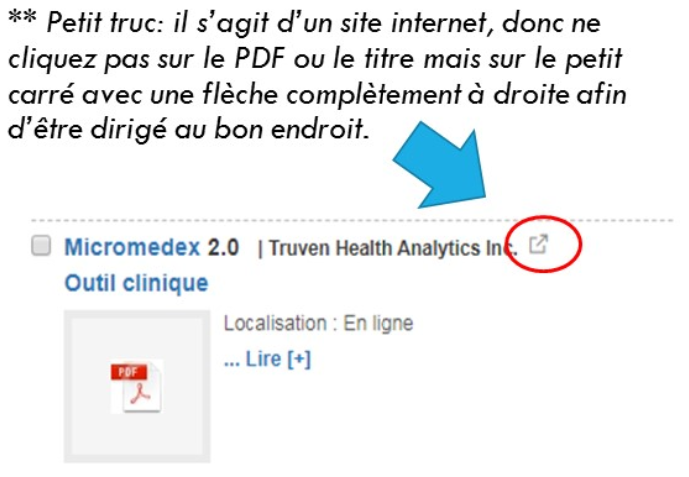 ** Petit truc: il s’agit d’un site internet, donc ne
cliquez pas sur le PDF ou le titre mais sur le petit
carré avec une flèche complètement à droite afin
d’être dirigé au bon endroit.
Micromedex 2.0 | Truven Health Analytics Inc.
Outil clinique
Localisation : En ligne
... Lire [+]
PDF